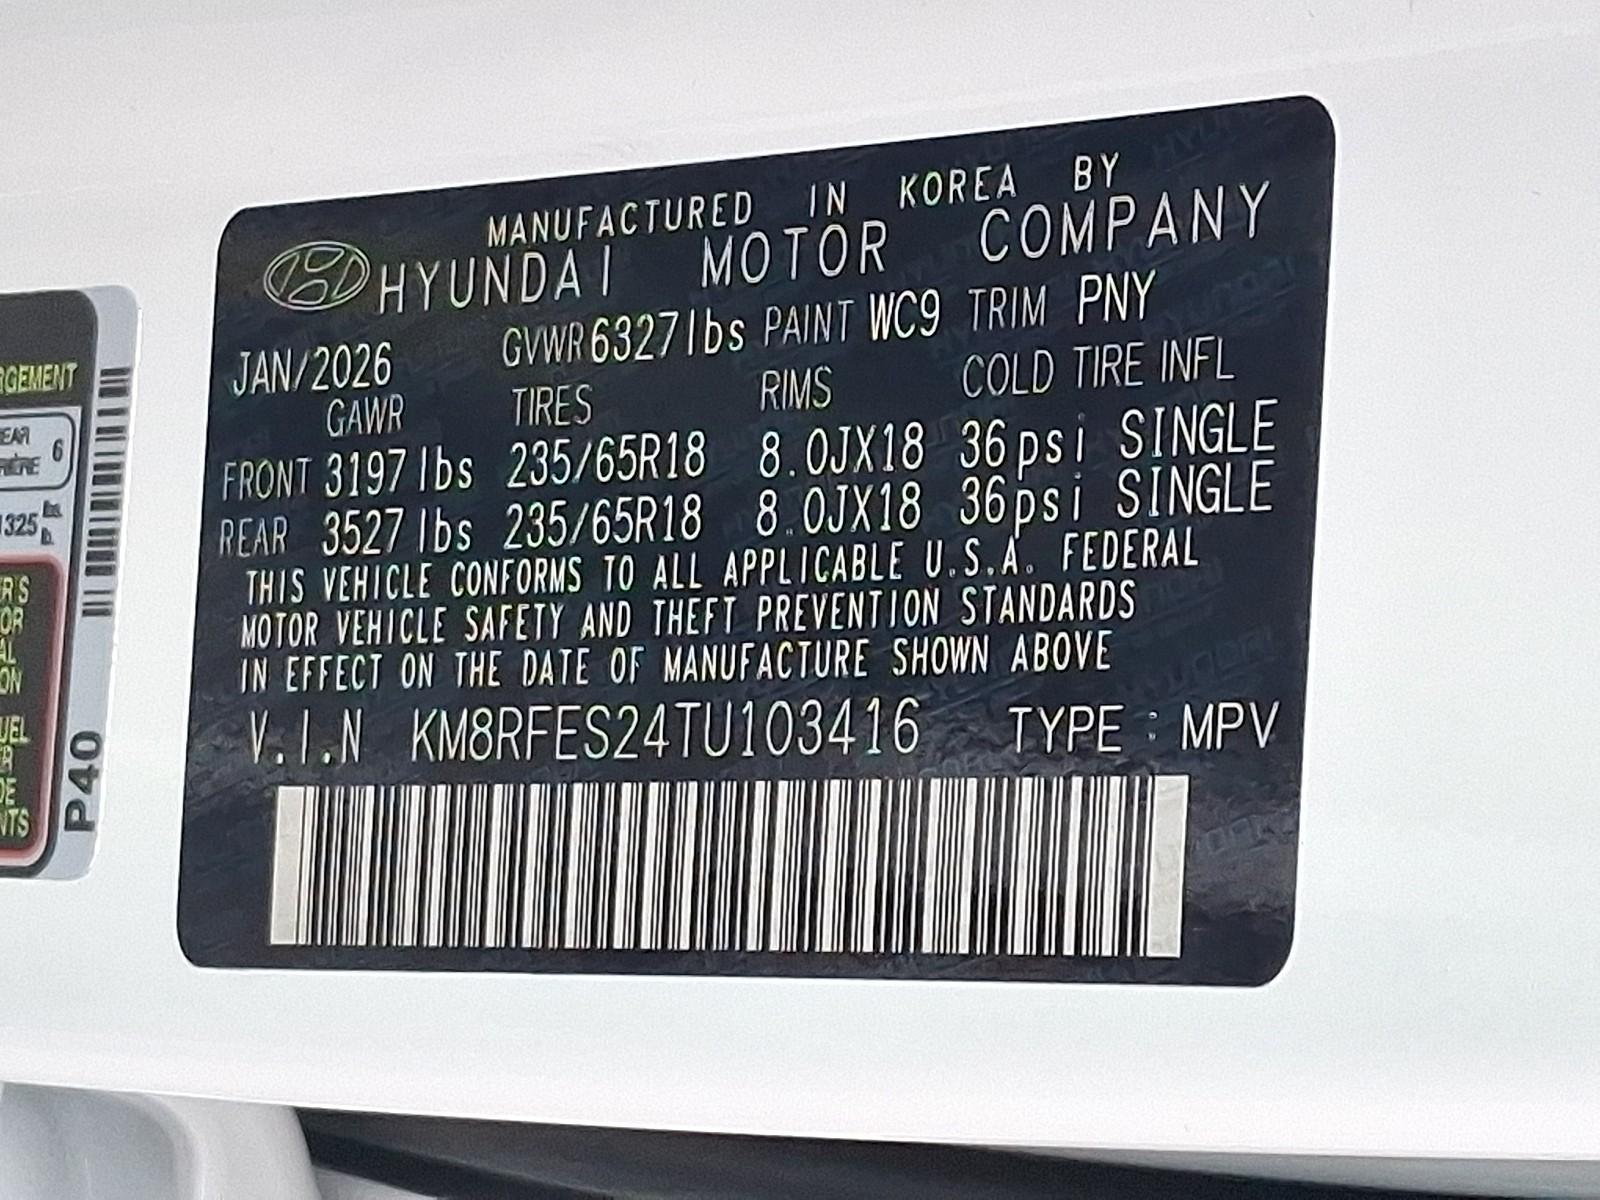 MANUFACTURED IN KOREA BY
HYUNDAI MOTOR COMPANY
JAN/2026 GVWR 6327lbs PAINT WC9 TRIM PNY
GAWR TIRES RIMS COLD TIRE INFL
FRONT 3197lbs 235/65R18 8.0JX18 36psi SINGLE
REAR 3527lbs 235/65R18 8.0JX18 36psi SINGLE
THIS VEHICLE CONFORMS TO ALL APPLICABLE U.S.A. FEDERAL
MOTOR VEHICLE SAFETY AND THEFT PREVENTION STANDARDS
IN EFFECT ON THE DATE OF MANUFACTURE SHOWN ABOVE
V.I.N KM8RFES24TU103416 TYPE : MPV
6
P40